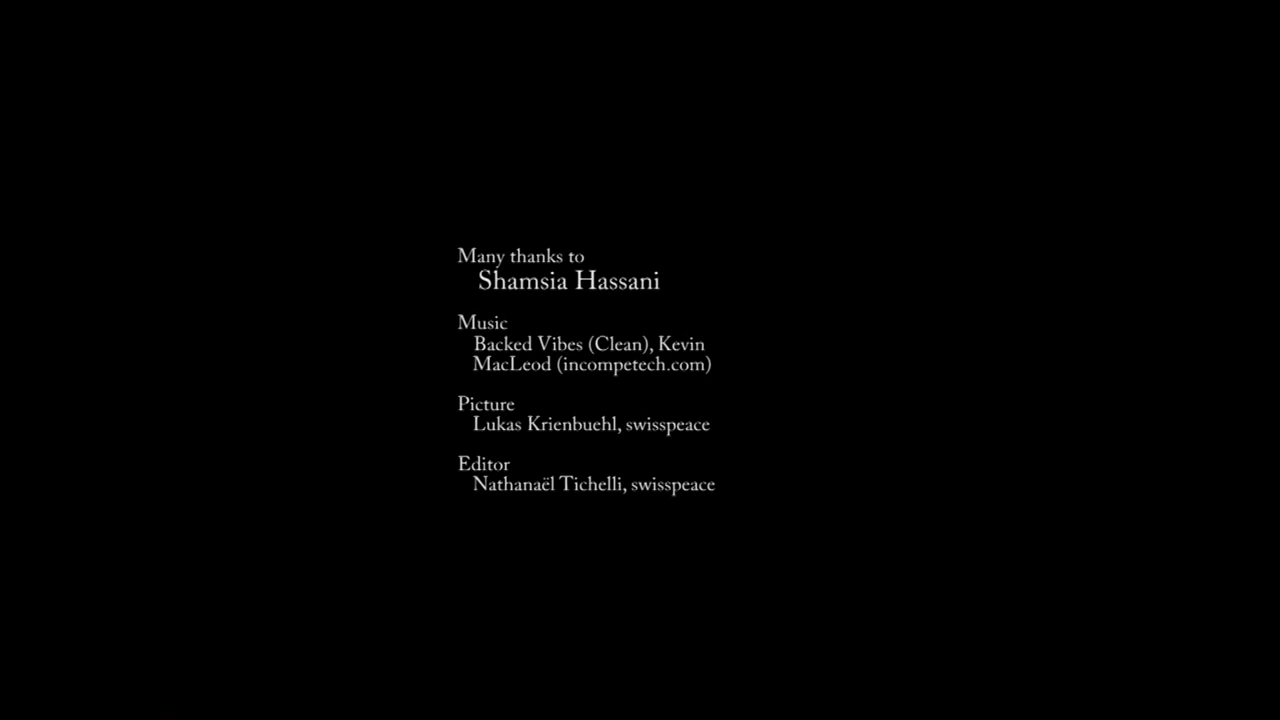 Many thanks to
Shamsia Hassani
Music
Backed Vibes (Clean), Kevin
MacLeod (incompetech.com)
Picture
Lukas Krienbuehl, swisspeace
Editor
Nathanaël Tichelli, swisspeace